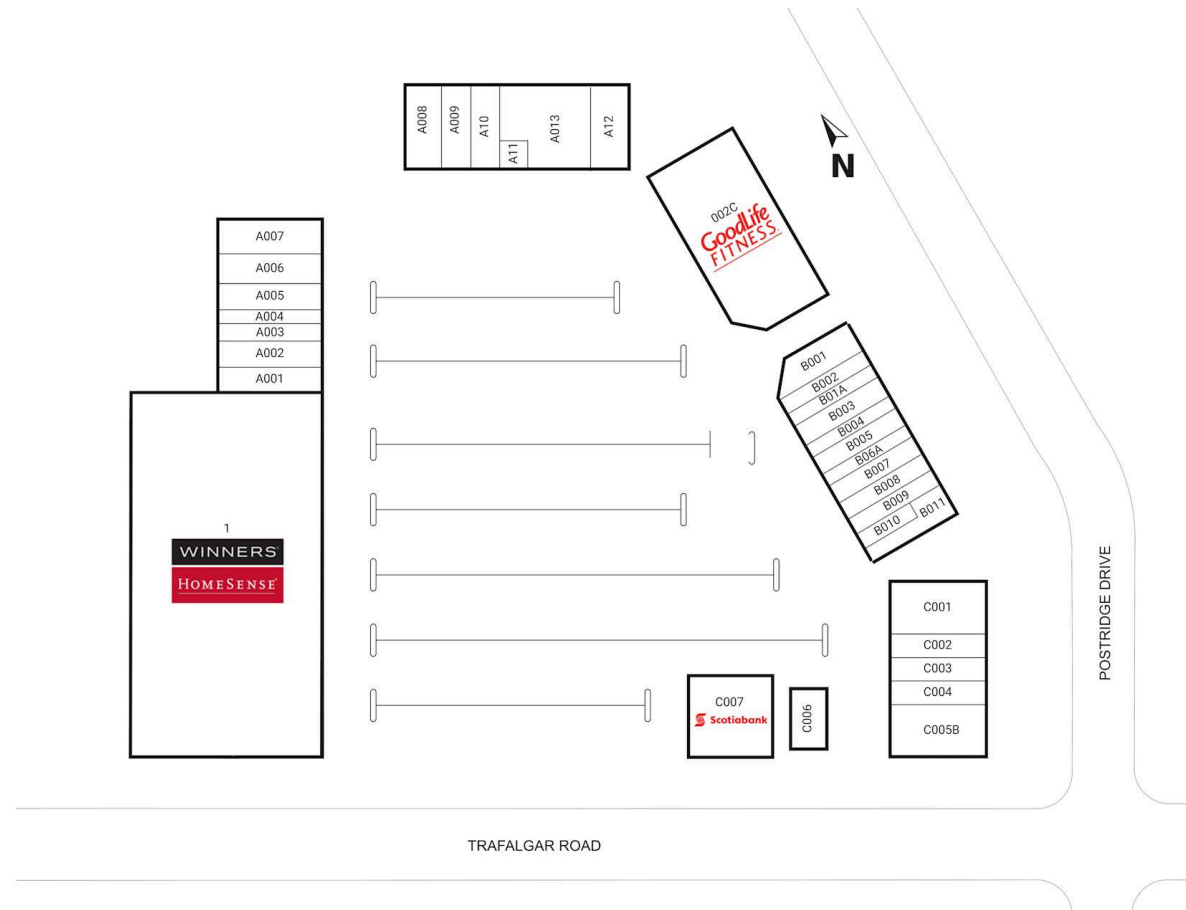 A008
A009
A10
A11
A013
A12
N
002C
GoodLife
FITNESS
A007
A006
A005
A004
A003
A002
A001
1
WINNERS
HOMESENSE
B001
B002
B01A
B003
B004
B005
B06A
B007
B008
B009
B010
B011
C001
C002
C003
C004
C005B
C006
C007
Scotiabank
POSTRIDGE DRIVE
TRAFALGAR ROAD